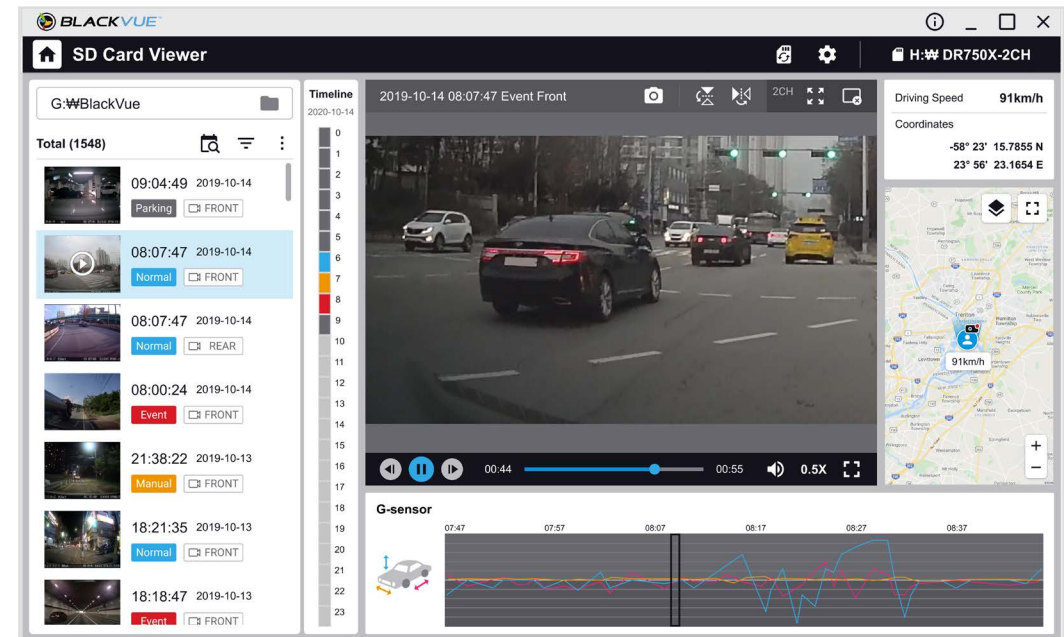 BLACKVUE
SD Card Viewer
H:₩ DR750X-2CH
G:₩BlackVue
Total (1548)
09:04:49 2019-10-14
Parking FRONT
08:07:47 2019-10-14
Normal FRONT
08:07:47 2019-10-14
Normal REAR
08:00:24 2019-10-14
Event FRONT
21:38:22 2019-10-13
Manual FRONT
18:21:35 2019-10-13
Normal FRONT
18:18:47 2019-10-13
Event FRONT
Timeline
2020-10-14
0
1
2
3
4
5
6
7
8
9
10
11
12
13
14
15
16
17
18
19
20
21
22
23
2019-10-14 08:07:47 Event Front
2CH
00:44
00:55
0.5X
Driving Speed 91km/h
Coordinates
-58° 23' 15.7855 N
23° 56' 23.1654 E
Trenton
91km/h
+
−
G-sensor
07:47 07:57 08:07 08:17 08:27 08:37